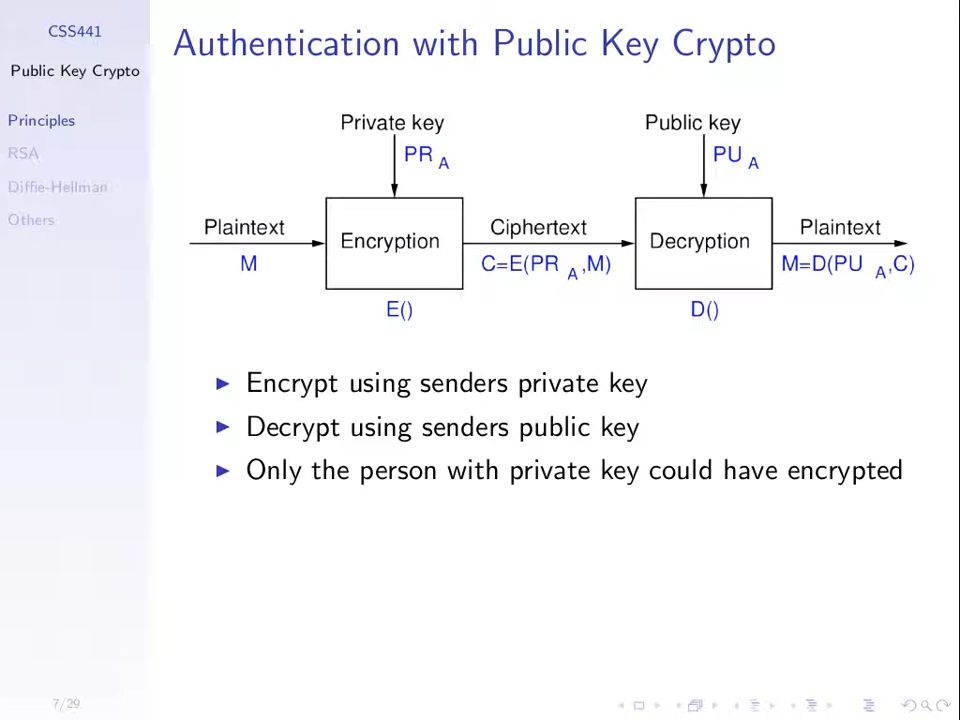 CSS441
Public Key Crypto
Principles
RSA
Diffie-Hellman
Others
7/29
Authentication with Public Key Crypto
Private key
PR A
Public key
PU A
Plaintext
M
Encryption
E()
Ciphertext
C=E(PR A ,M)
Decryption
D()
Plaintext
M=D(PU A ,C)
Encrypt using senders private key
Decrypt using senders public key
Only the person with private key could have encrypted